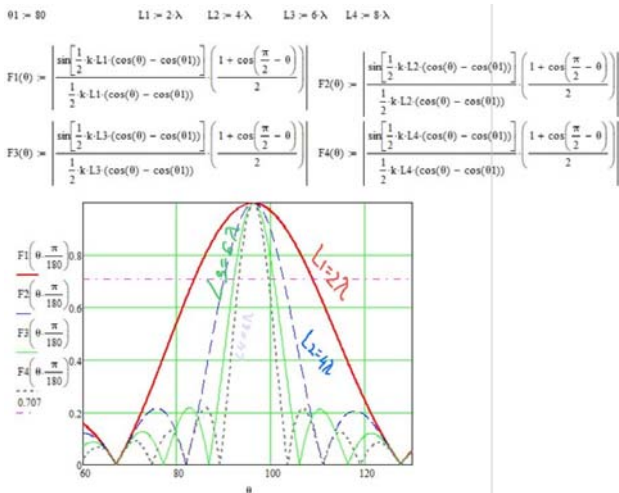 θ1 := 80 L1 := 2·λ L2 := 4·λ L3 := 6·λ L4 := 8·λ
F1(θ) := | sin[1/2·k·L1·(cos(θ) − cos(θ1))] / (1/2·k·L1·(cos(θ) − cos(θ1))) · ((1 + cos(π/2 − θ))/2) |
F2(θ) := | sin[1/2·k·L2·(cos(θ) − cos(θ1))] / (1/2·k·L2·(cos(θ) − cos(θ1))) · ((1 + cos(π/2 − θ))/2) |
F3(θ) := | sin[1/2·k·L3·(cos(θ) − cos(θ1))] / (1/2·k·L3·(cos(θ) − cos(θ1))) · ((1 + cos(π/2 − θ))/2) |
F4(θ) := | sin[1/2·k·L4·(cos(θ) − cos(θ1))] / (1/2·k·L4·(cos(θ) − cos(θ1))) · ((1 + cos(π/2 − θ))/2) |
F1(θ·π/180)
F2(θ·π/180)
F3(θ·π/180)
F4(θ·π/180)
0.707
0.8
0.6
0.4
0.2
0
L3=6λ
L1=2λ
L2=4λ
60 80 100 120
θ